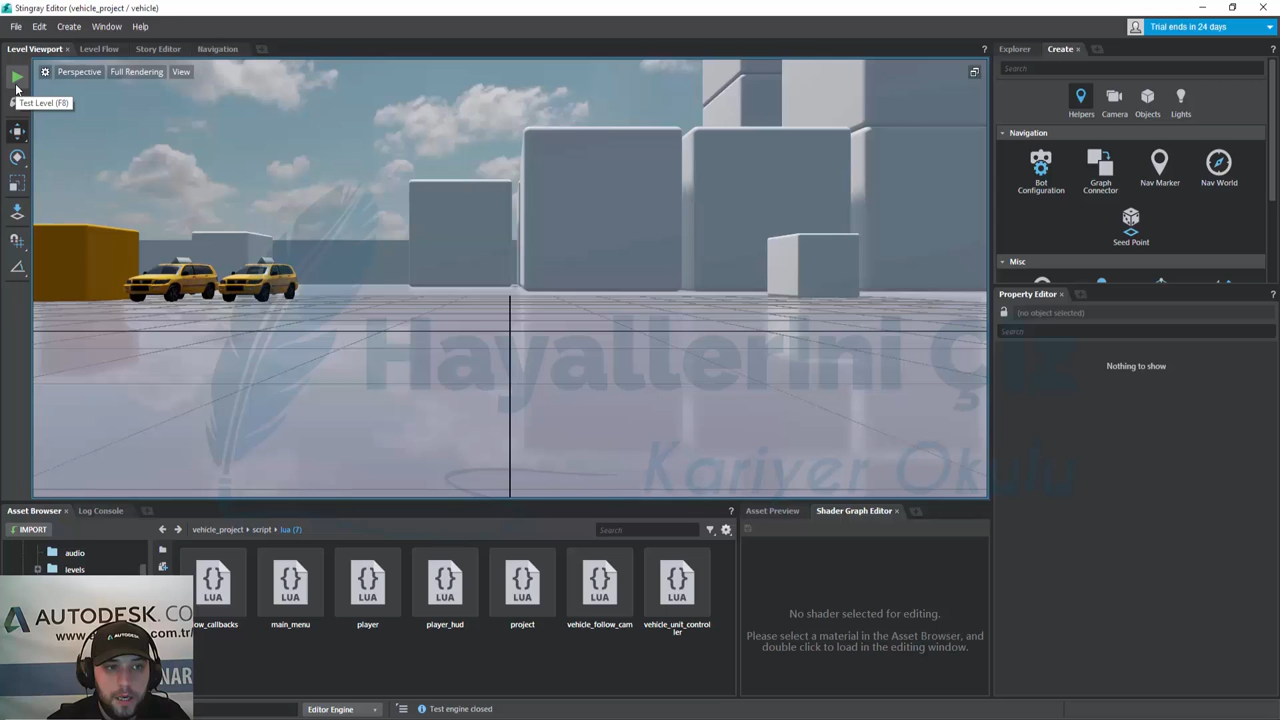 Stingray Editor (vehicle_project / vehicle)
File Edit Create Window Help
Trial ends in 24 days
Level Viewport Level Flow Story Editor Navigation
Explorer Create
Perspective Full Rendering View
Search
Test Level (F8)
Helpers Camera Objects Lights
Navigation
Bot Configuration
Graph Connector
Nav Marker
Nav World
Seed Point
Misc
Property Editor
(no object selected)
Search
Nothing to show
Hayallerini Çiz
Kariyer Okulu
Asset Browser Log Console
Asset Preview Shader Graph Editor
IMPORT
vehicle_project script lua (7)
Search
audio
levels
main_menu
player
player_hud
project
vehicle_follow_cam
vehicle_unit_controller
No shader selected for editing.
Please select a material in the Asset Browser, and
double click to load in the editing window.
Editor Engine
Test engine closed